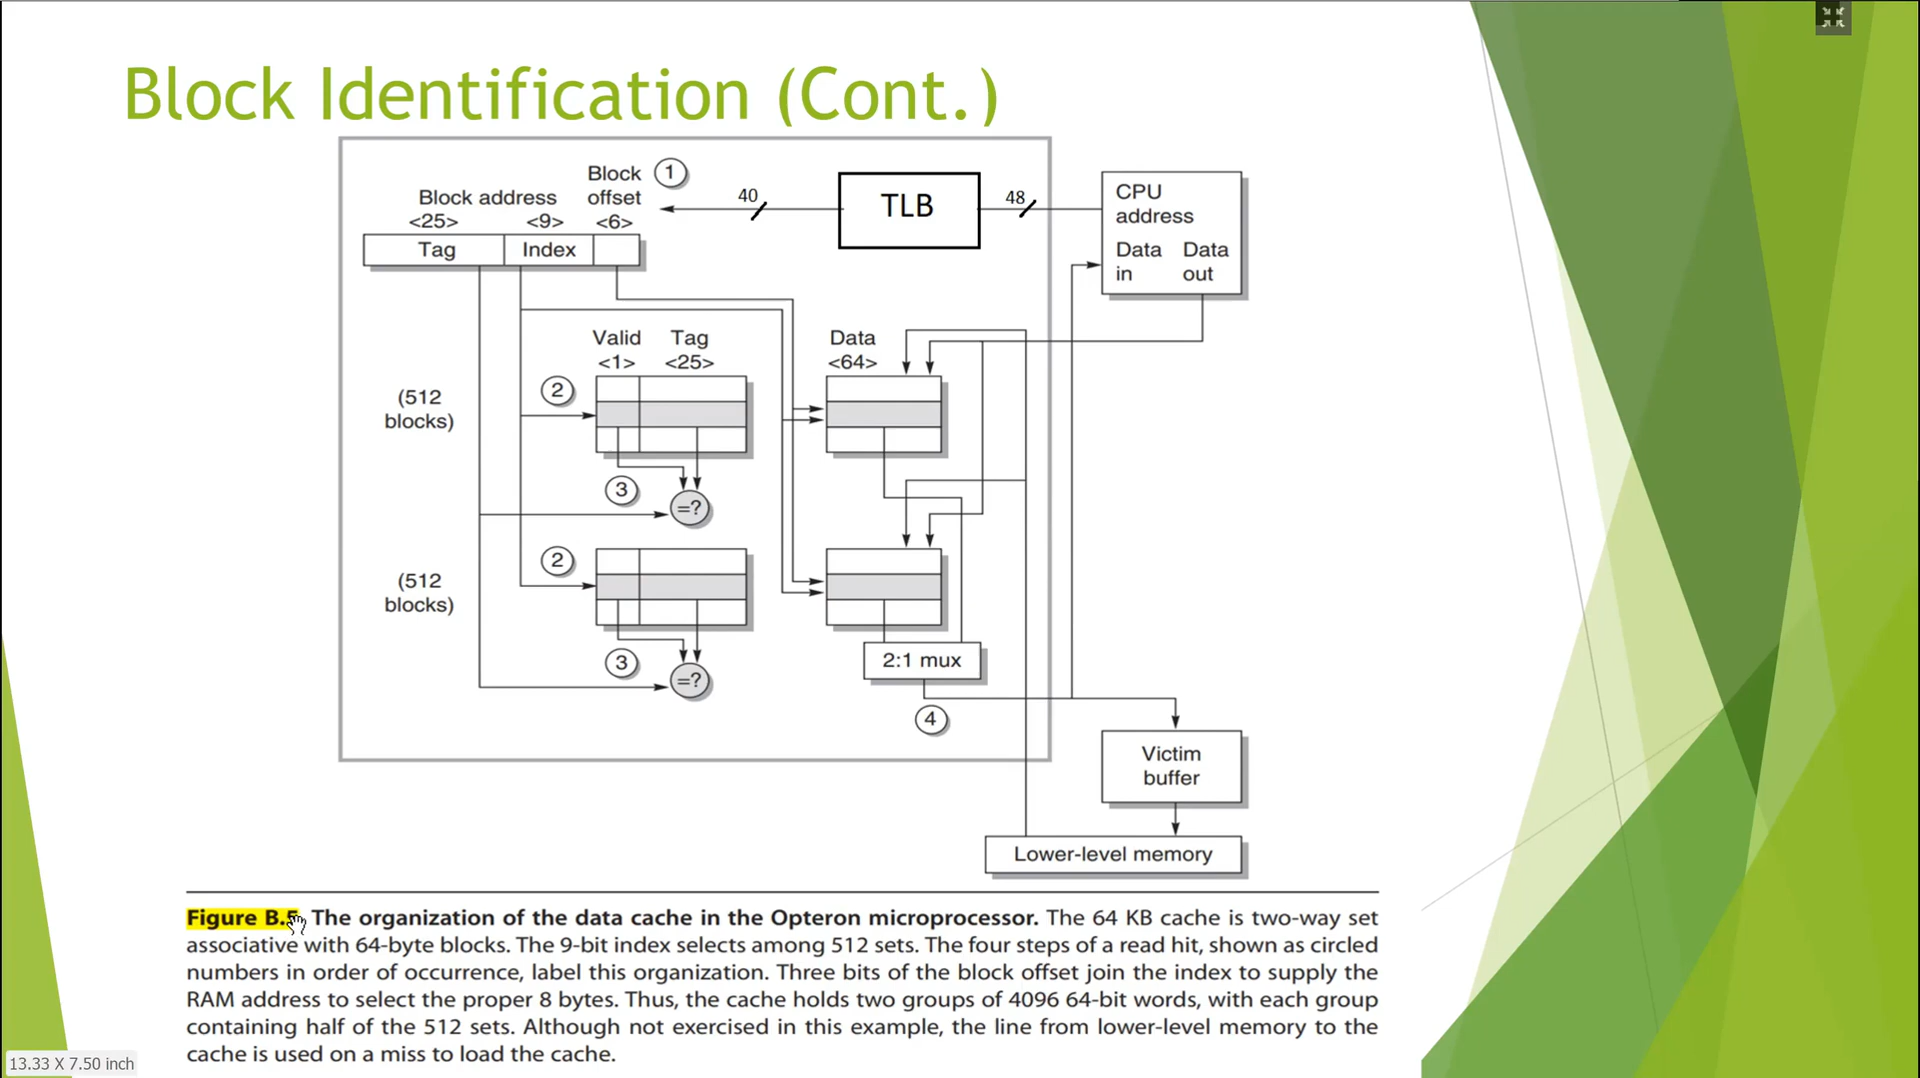 Block Identification (Cont.)
Block
1
40
TLB
48
CPU
address
Block address
offset
<25>
<9>
<6>
Tag
Index
Data
in
Data
out
Valid
Tag
Data
<1>
<25>
<64>
(512
blocks)
2
3
=?
(512
blocks)
2
3
=?
2:1 mux
4
Victim
buffer
Lower-level memory
Figure B.5 The organization of the data cache in the Opteron microprocessor. The 64 KB cache is two-way set
associative with 64-byte blocks. The 9-bit index selects among 512 sets. The four steps of a read hit, shown as circled
numbers in order of occurrence, label this organization. Three bits of the block offset join the index to supply the
RAM address to select the proper 8 bytes. Thus, the cache holds two groups of 4096 64-bit words, with each group
containing half of the 512 sets. Although not exercised in this example, the line from lower-level memory to the
cache is used on a miss to load the cache.
13.33 X 7.50 inch